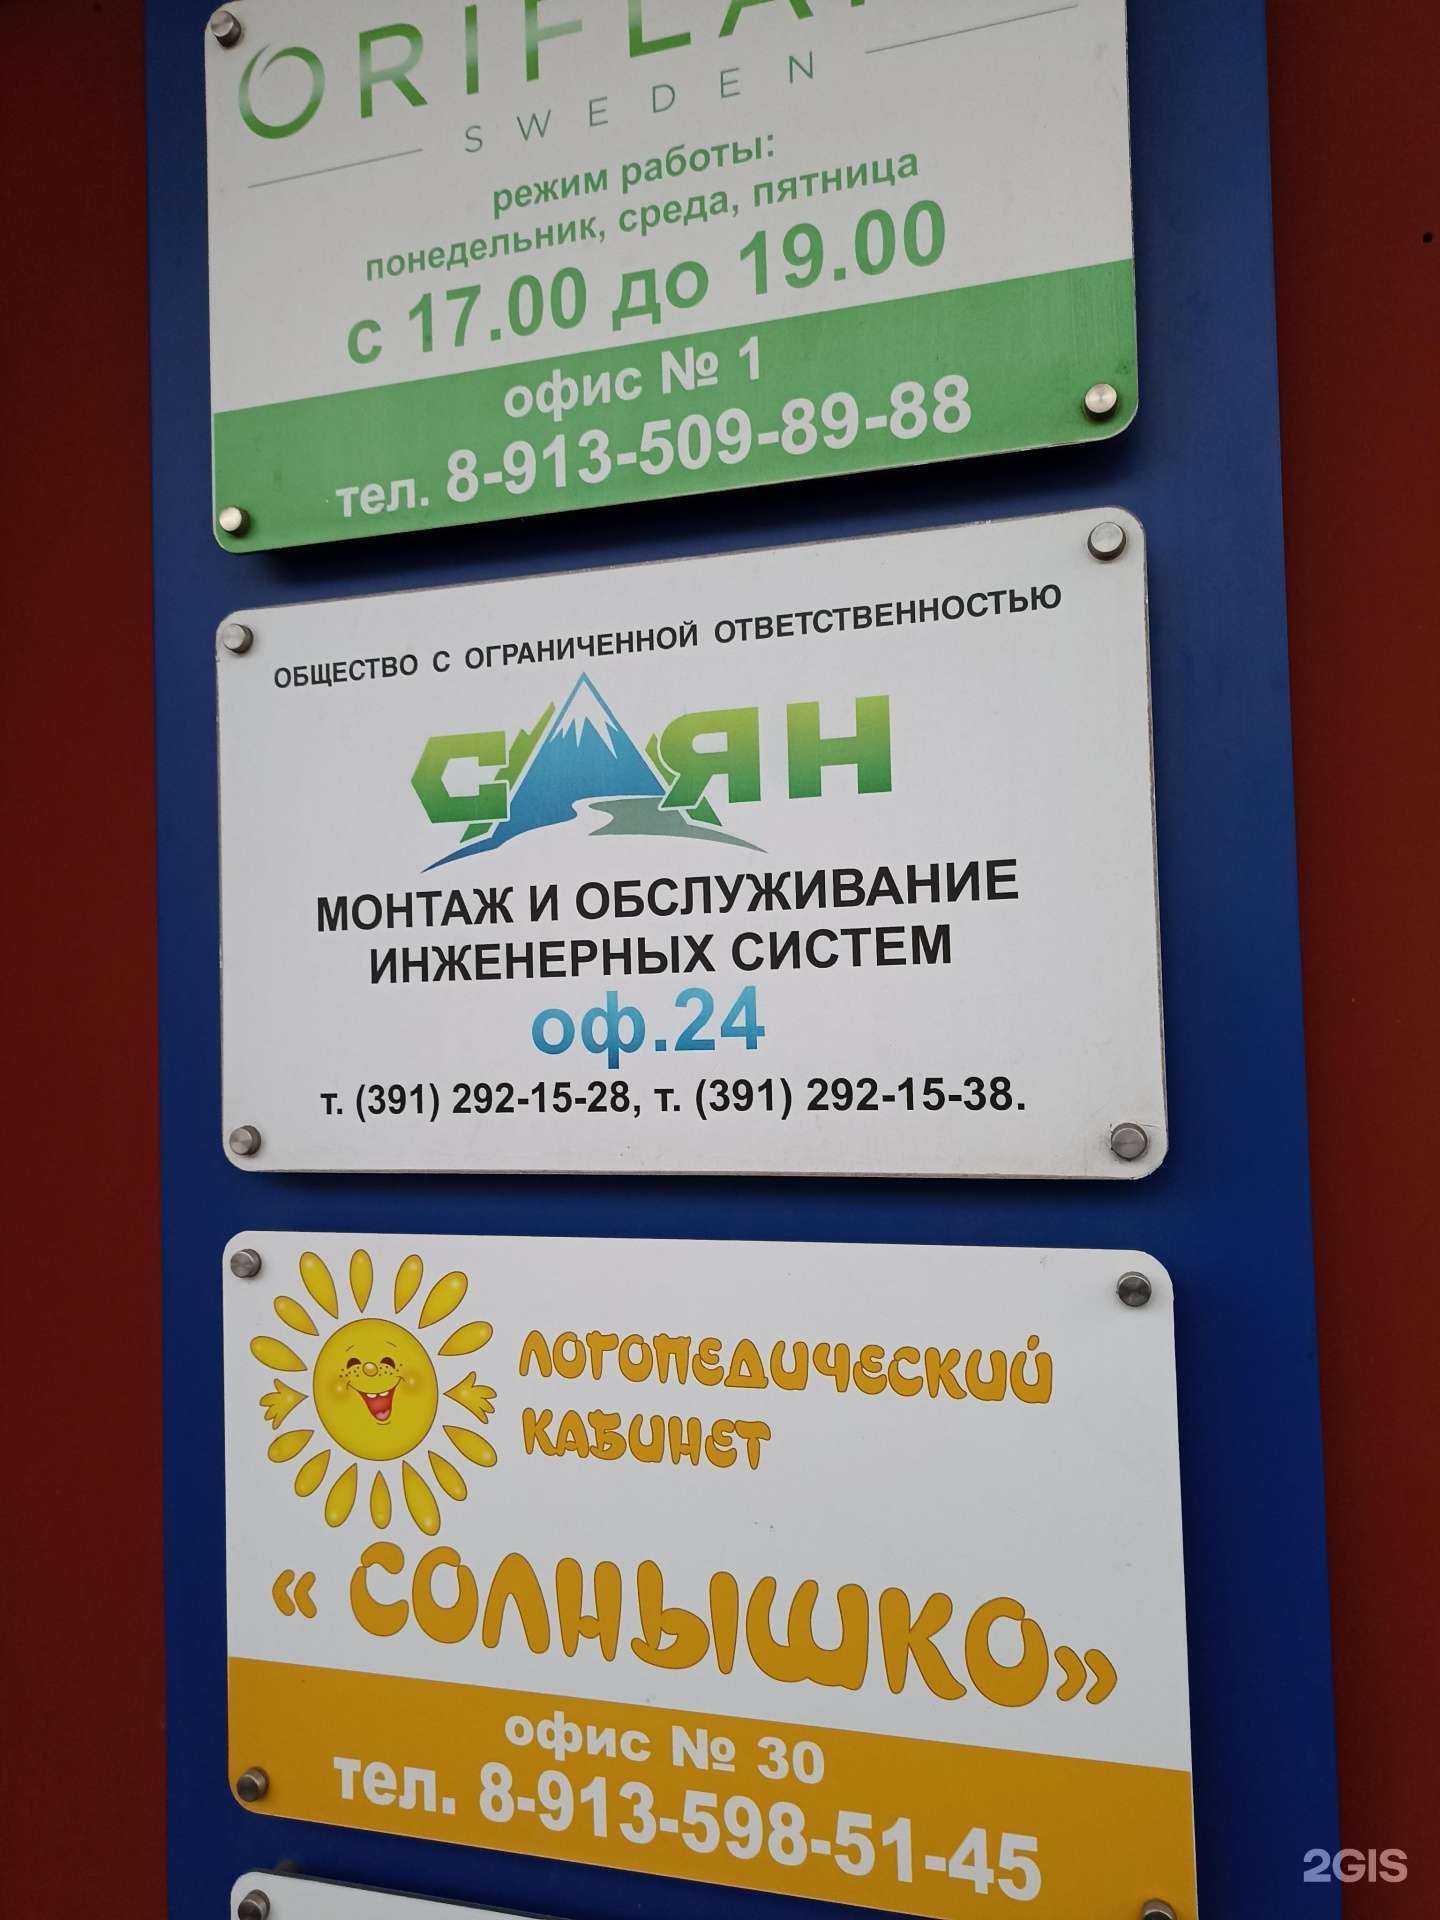 SWEDEN
режим работы:
понедельник, среда, пятница
с 17.00 до 19.00
офис № 1
тел. 8-913-509-89-88
ОБЩЕСТВО С ОГРАНИЧЕННОЙ ОТВЕТСТВЕННОСТЬЮ
САЯН
МОНТАЖ И ОБСЛУЖИВАНИЕ
ИНЖЕНЕРНЫХ СИСТЕМ
оф.24
т. (391) 292-15-28, т. (391) 292-15-38.
ЛОГОПЕДИЧЕСКИЙ
КАБИНЕТ
«СОЛНЫШКО»
офис № 30
тел. 8-913-598-51-45
2GIS